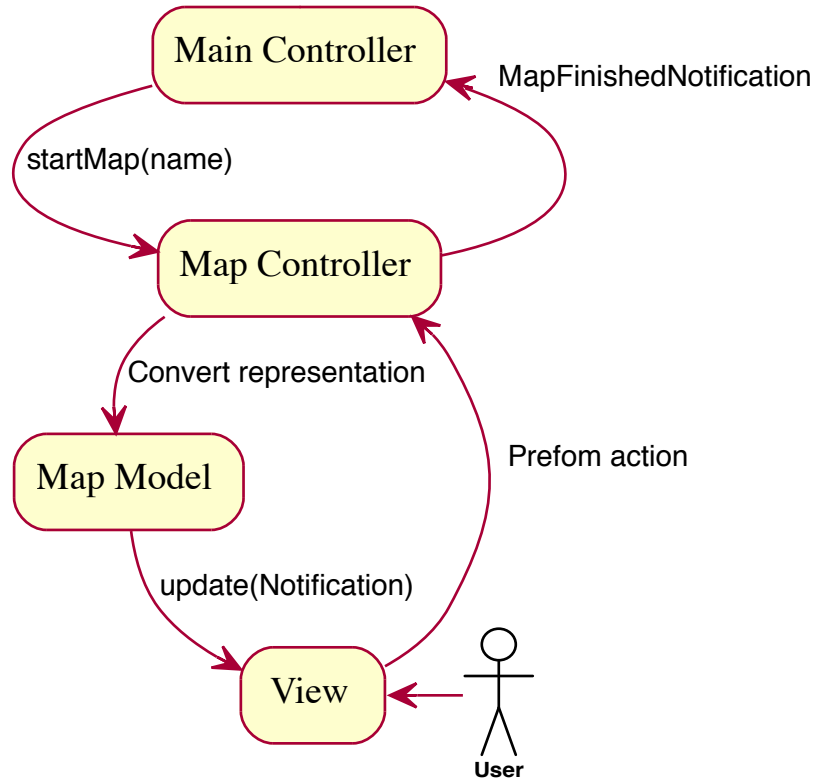 Main Controller
MapFinishedNotification
startMap(name)
Map Controller
Convert representation
Prefom action
Map Model
update(Notification)
View
User